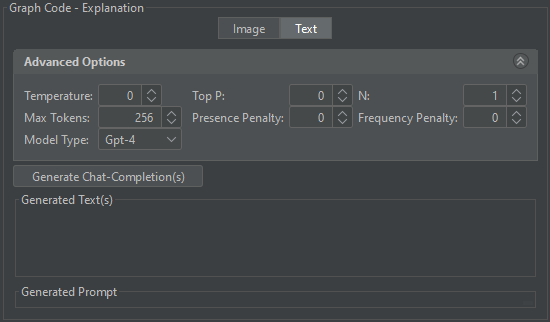 Graph Code - Explanation
Image Text
Advanced Options
Temperature: 0 Top P: 0 N: 1
Max Tokens: 256 Presence Penalty: 0 Frequency Penalty: 0
Model Type: Gpt-4
Generate Chat-Completion(s)
Generated Text(s)
Generated Prompt